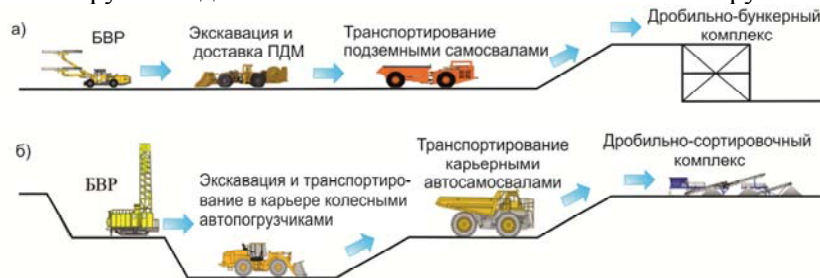 а)
БВР
Экскавация и
доставка ПДМ
Транспортирование
подземными самосвалами
Дробильно-бункерный
комплекс
б)
БВР
Экскавация и транспортиро-
вание в карьере колесными
автопогрузчиками
Транспортирование
карьерными
автосамосвалами
Дробильно-сортировочный
комплекс